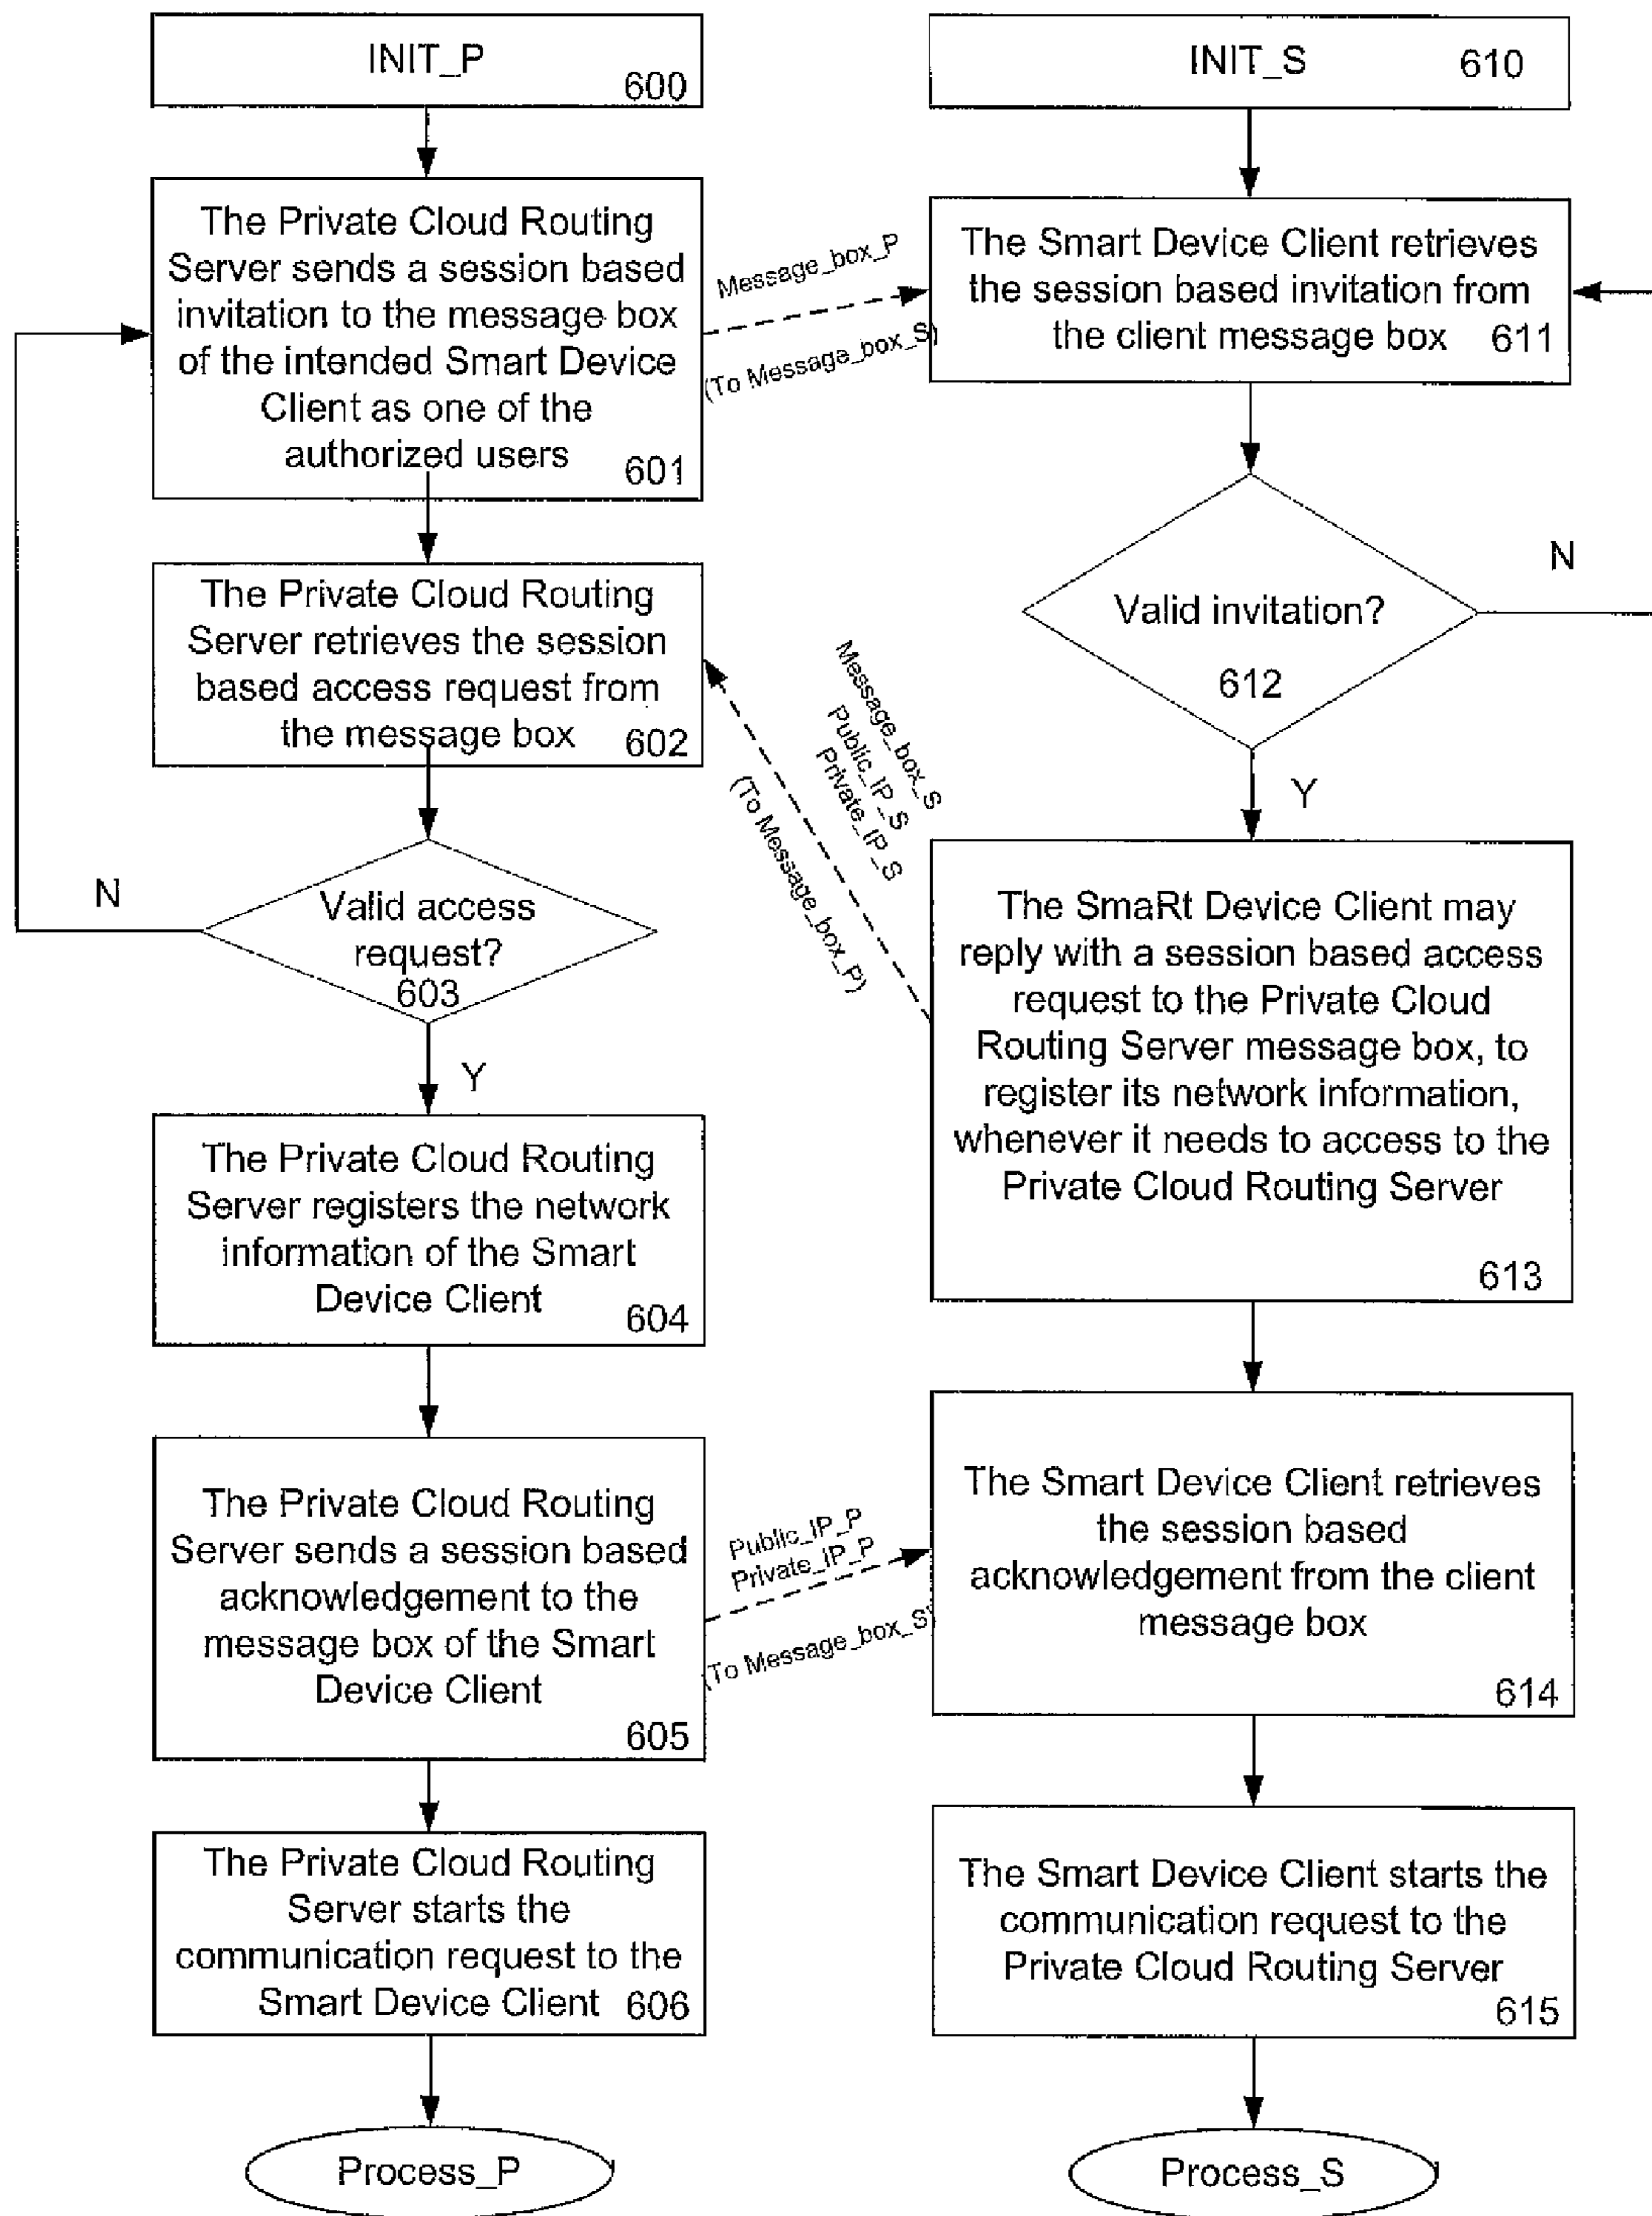 INIT_P
600
The Private Cloud Routing
Server sends a session based
invitation to the message box
of the intended Smart Device
Client as one of the
authorized users
601
The Private Cloud Routing
Server retrieves the session
based access request from
the message box
602
Valid access
request?
603
N
Y
The Private Cloud Routing
Server registers the network
information of the Smart
Device Client
604
The Private Cloud Routing
Server sends a session based
acknowledgement to the
message box of the Smart
Device Client
605
The Private Cloud Routing
Server starts the
communication request to the
Smart Device Client
606
Process_P
Message_box_P
(To Message_box_S)
Message_box_S
Public_IP_S
Private_IP_S
(To Message_box_P)
Public_IP_P
Private_IP_P
(To Message_box_S)
INIT_S
610
The Smart Device Client retrieves
the session based invitation from
the client message box
611
Valid invitation?
612
N
Y
The SmaRt Device Client may
reply with a session based access
request to the Private Cloud
Routing Server message box, to
register its network information,
whenever it needs to access to the
Private Cloud Routing Server
613
The Smart Device Client retrieves
the session based
acknowledgement from the client
message box
614
The Smart Device Client starts the
communication request to the
Private Cloud Routing Server
615
Process_S